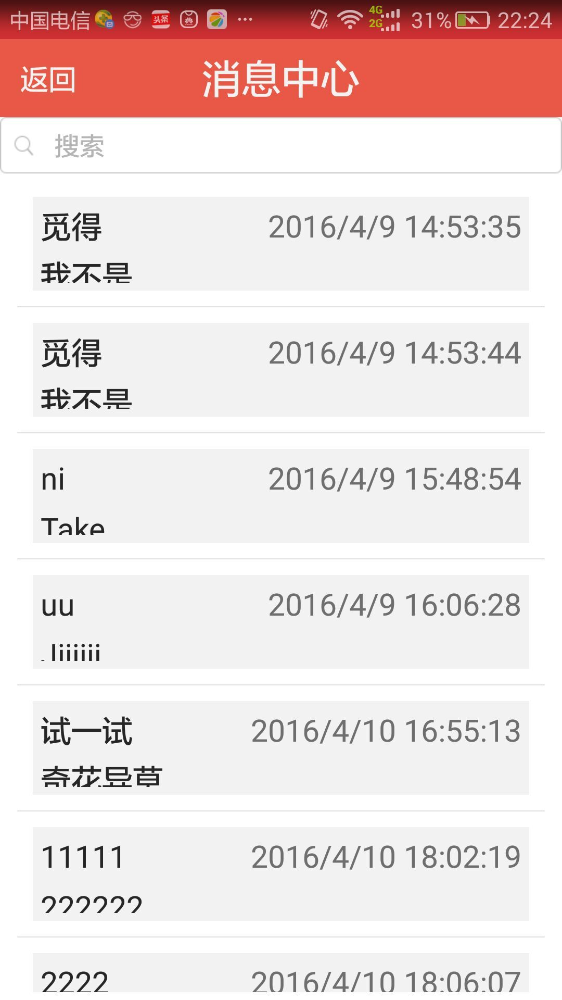 中国电信 头条 4G 2G 31% 22:24
返回 消息中心
搜索
觅得 2016/4/9 14:53:35
我不是
觅得 2016/4/9 14:53:44
我不是
ni 2016/4/9 15:48:54
Take
uu 2016/4/9 16:06:28
Jiiiiii
试一试 2016/4/10 16:55:13
奇花异草
11111 2016/4/10 18:02:19
222222
2222 2016/4/10 18:06:07